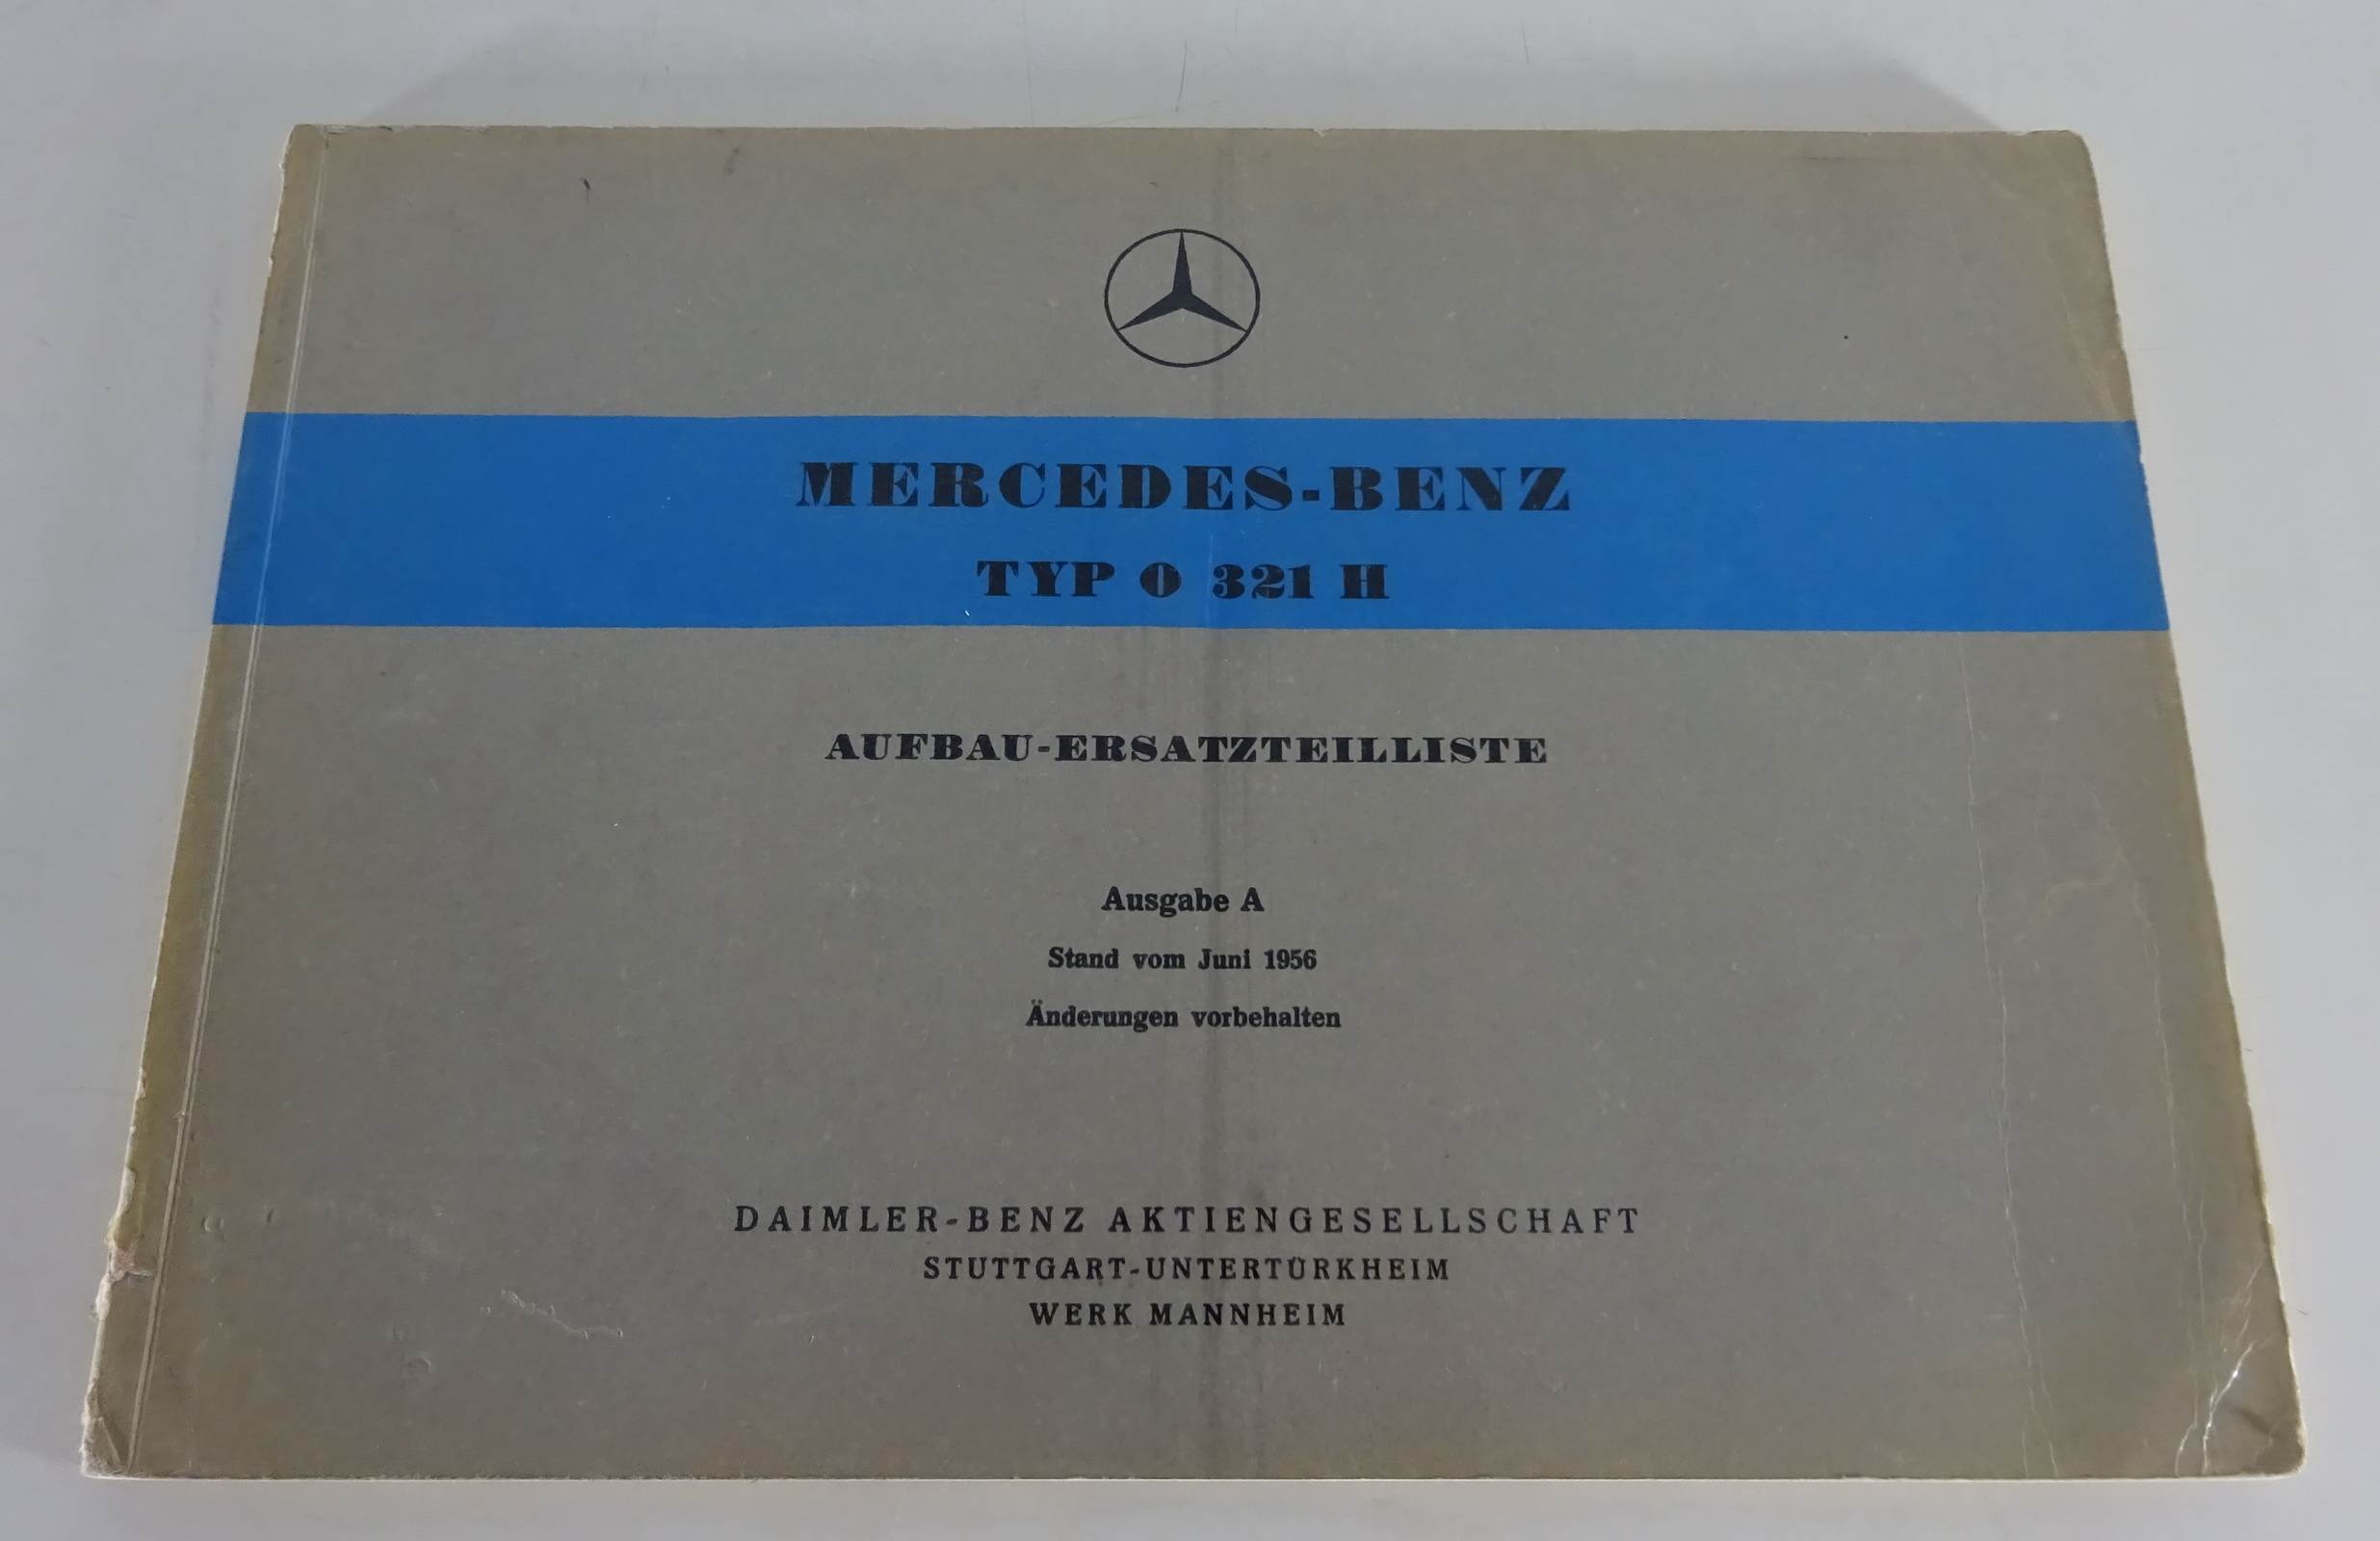 MERCEDES-BENZ
TYP O 321 H
AUFBAU-ERSATZTEILLISTE
Ausgabe A
Stand vom Juni 1956
Änderungen vorbehalten
DAIMLER-BENZ AKTIENGESELLSCHAFT
STUTTGART-UNTERTÜRKHEIM
WERK MANNHEIM